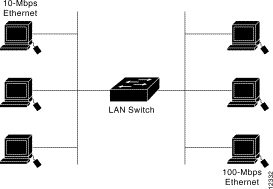 10-Mbps
Ethernet
LAN Switch
100-Mbps
Ethernet
12332